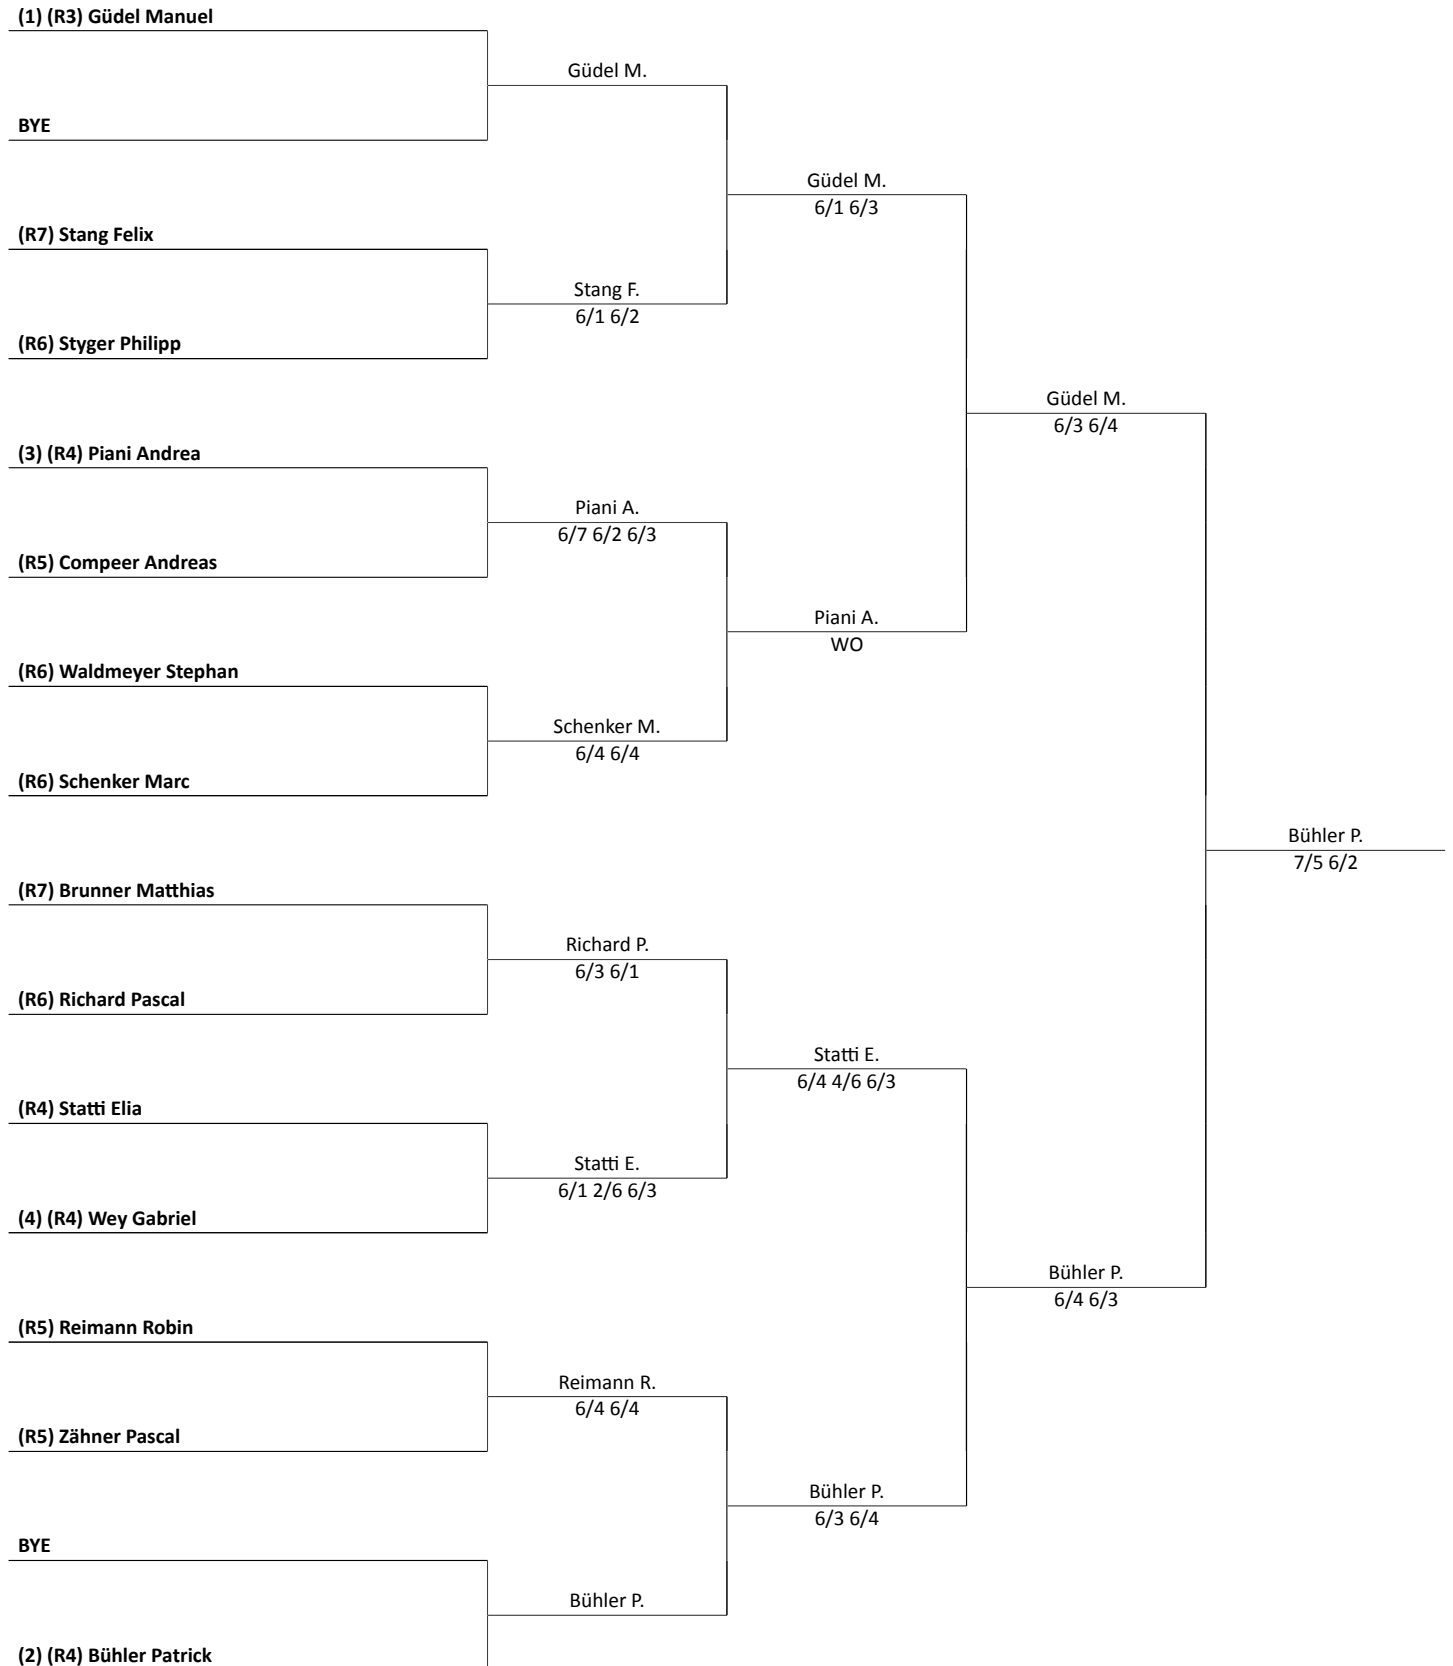 (1) (R3) Güdel Manuel
Güdel M.
BYE
Güdel M.
6/1 6/3
(R7) Stang Felix
Stang F.
6/1 6/2
(R6) Styger Philipp
Güdel M.
6/3 6/4
(3) (R4) Piani Andrea
Piani A.
6/7 6/2 6/3
(R5) Compeer Andreas
Piani A.
WO
(R6) Waldmeyer Stephan
Schenker M.
6/4 6/4
(R6) Schenker Marc
Bühler P.
7/5 6/2
(R7) Brunner Matthias
Richard P.
6/3 6/1
(R6) Richard Pascal
Statti E.
6/4 4/6 6/3
(R4) Statti Elia
Statti E.
6/1 2/6 6/3
(4) (R4) Wey Gabriel
Bühler P.
6/4 6/3
(R5) Reimann Robin
Reimann R.
6/4 6/4
(R5) Zähner Pascal
Bühler P.
6/3 6/4
BYE
Bühler P.
(2) (R4) Bühler Patrick